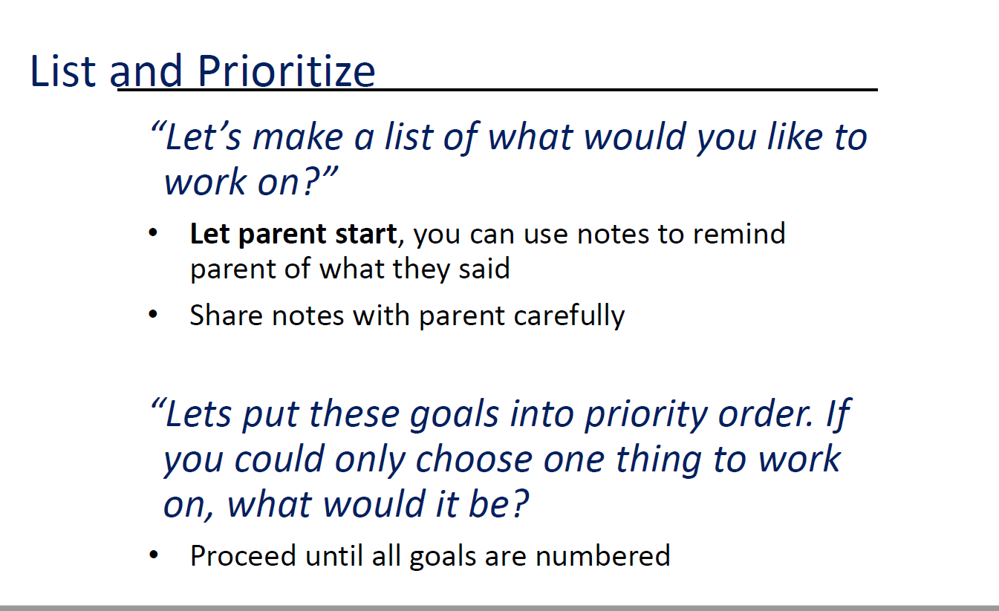 List and Prioritize
“Let’s make a list of what would you like to
work on?”
• Let parent start, you can use notes to remind
parent of what they said
• Share notes with parent carefully
“Lets put these goals into priority order. If
you could only choose one thing to work
on, what would it be?
• Proceed until all goals are numbered